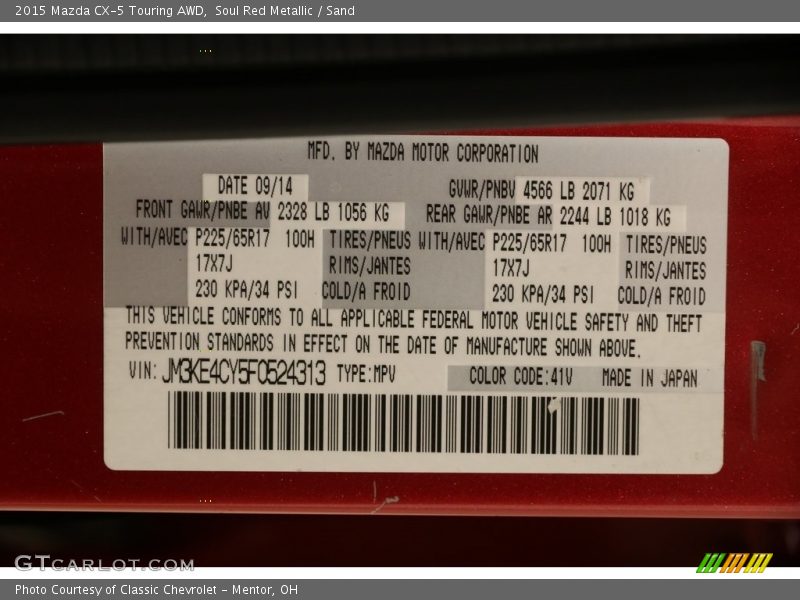 2015 Mazda CX-5 Touring AWD, Soul Red Metallic / Sand
MFD. BY MAZDA MOTOR CORPORATION
DATE 09/14 GVWR/PNBV 4566 LB 2071 KG
FRONT GAWR/PNBE AV 2328 LB 1056 KG REAR GAWR/PNBE AR 2244 LB 1018 KG
WITH/AVEC P225/65R17 100H TIRES/PNEUS WITH/AVEC P225/65R17 100H TIRES/PNEUS
17X7J RIMS/JANTES 17X7J RIMS/JANTES
230 KPA/34 PSI COLD/A FROID 230 KPA/34 PSI COLD/A FROID
THIS VEHICLE CONFORMS TO ALL APPLICABLE FEDERAL MOTOR VEHICLE SAFETY AND THEFT
PREVENTION STANDARDS IN EFFECT ON THE DATE OF MANUFACTURE SHOWN ABOVE.
VIN: JM3KE4CY5F0524313 TYPE:MPV COLOR CODE:41V MADE IN JAPAN
GTcarlot.com
Photo Courtesy of Classic Chevrolet - Mentor, OH